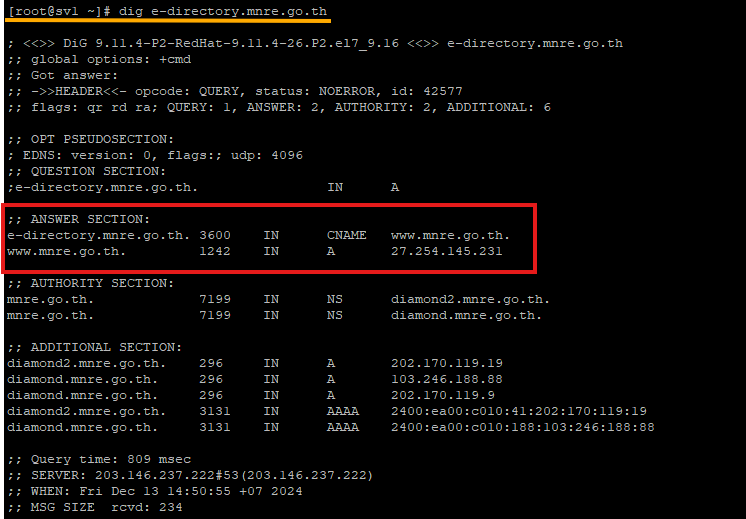 [root@sv1 ~]# dig e-directory.mnre.go.th
; <<>> DiG 9.11.4-P2-RedHat-9.11.4-26.P2.el7_9.16 <<>> e-directory.mnre.go.th
;; global options: +cmd
;; Got answer:
;; ->>HEADER<<- opcode: QUERY, status: NOERROR, id: 42577
;; flags: qr rd ra; QUERY: 1, ANSWER: 2, AUTHORITY: 2, ADDITIONAL: 6
;; OPT PSEUDOSECTION:
; EDNS: version: 0, flags:; udp: 4096
;; QUESTION SECTION:
;e-directory.mnre.go.th. IN A
;; ANSWER SECTION:
e-directory.mnre.go.th. 3600 IN CNAME www.mnre.go.th.
www.mnre.go.th. 1242 IN A 27.254.145.231
;; AUTHORITY SECTION:
mnre.go.th. 7199 IN NS diamond2.mnre.go.th.
mnre.go.th. 7199 IN NS diamond.mnre.go.th.
;; ADDITIONAL SECTION:
diamond2.mnre.go.th. 296 IN A 202.170.119.19
diamond.mnre.go.th. 296 IN A 103.246.188.88
diamond.mnre.go.th. 296 IN A 202.170.119.9
diamond2.mnre.go.th. 3131 IN AAAA 2400:ea00:c010:41:202:170:119:19
diamond.mnre.go.th. 3131 IN AAAA 2400:ea00:c010:188:103:246:188:88
;; Query time: 809 msec
;; SERVER: 203.146.237.222#53(203.146.237.222)
;; WHEN: Fri Dec 13 14:50:55 +07 2024
;; MSG SIZE rcvd: 234